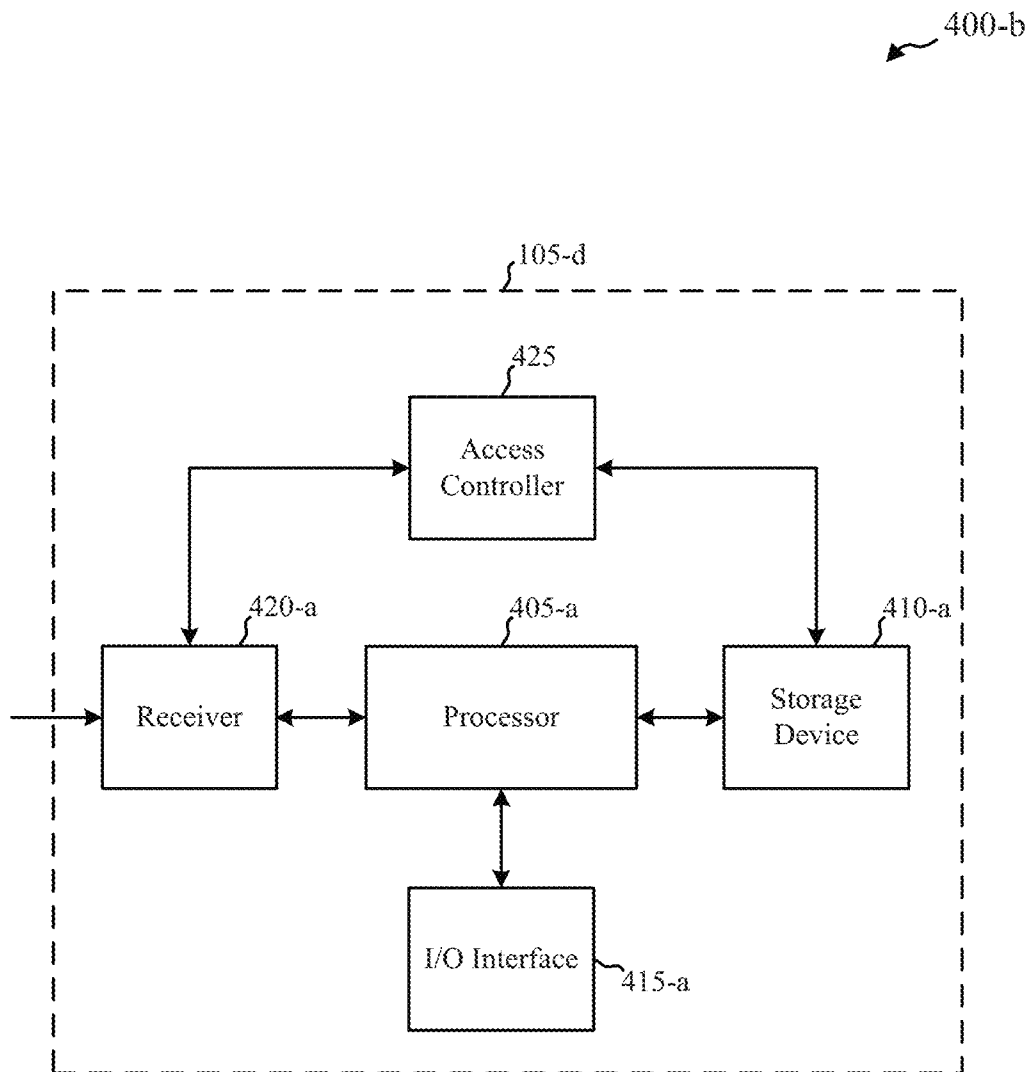 400-b
105-d
425
Access
Controller
420-a
405-a
410-a
Receiver
Processor
Storage
Device
I/O Interface
415-a